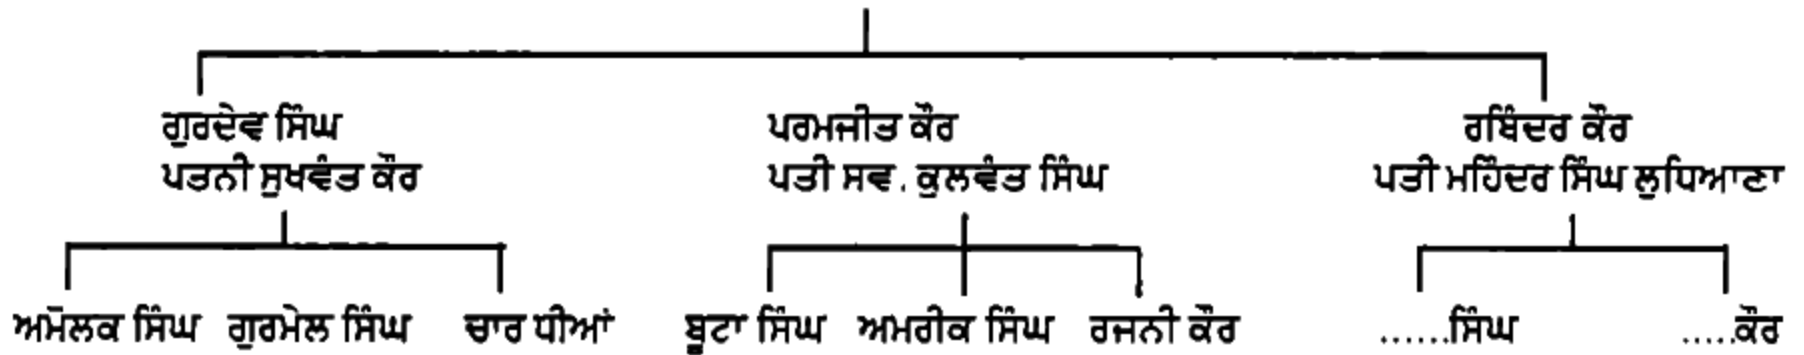 ਗੁਰਦੇਵ ਸਿੰਘ ਪਰਮਜੀਤ ਕੌਰ ਰਬਿੰਦਰ ਕੌਰ
ਪਤਨੀ ਸੁਖਵੰਤ ਕੌਰ ਪਤੀ ਸਵ. ਕੁਲਵੰਤ ਸਿੰਘ ਪਤੀ ਮਹਿੰਦਰ ਸਿੰਘ ਲੁਧਿਆਣਾ
ਅਮੋਲਕ ਸਿੰਘ ਗੁਰਮੇਲ ਸਿੰਘ ਚਾਰ ਧੀਆਂ ਬੂਟਾ ਸਿੰਘ ਅਮਰੀਕ ਸਿੰਘ ਰਜਨੀ ਕੌਰ ......ਸਿੰਘ .....ਕੌਰ